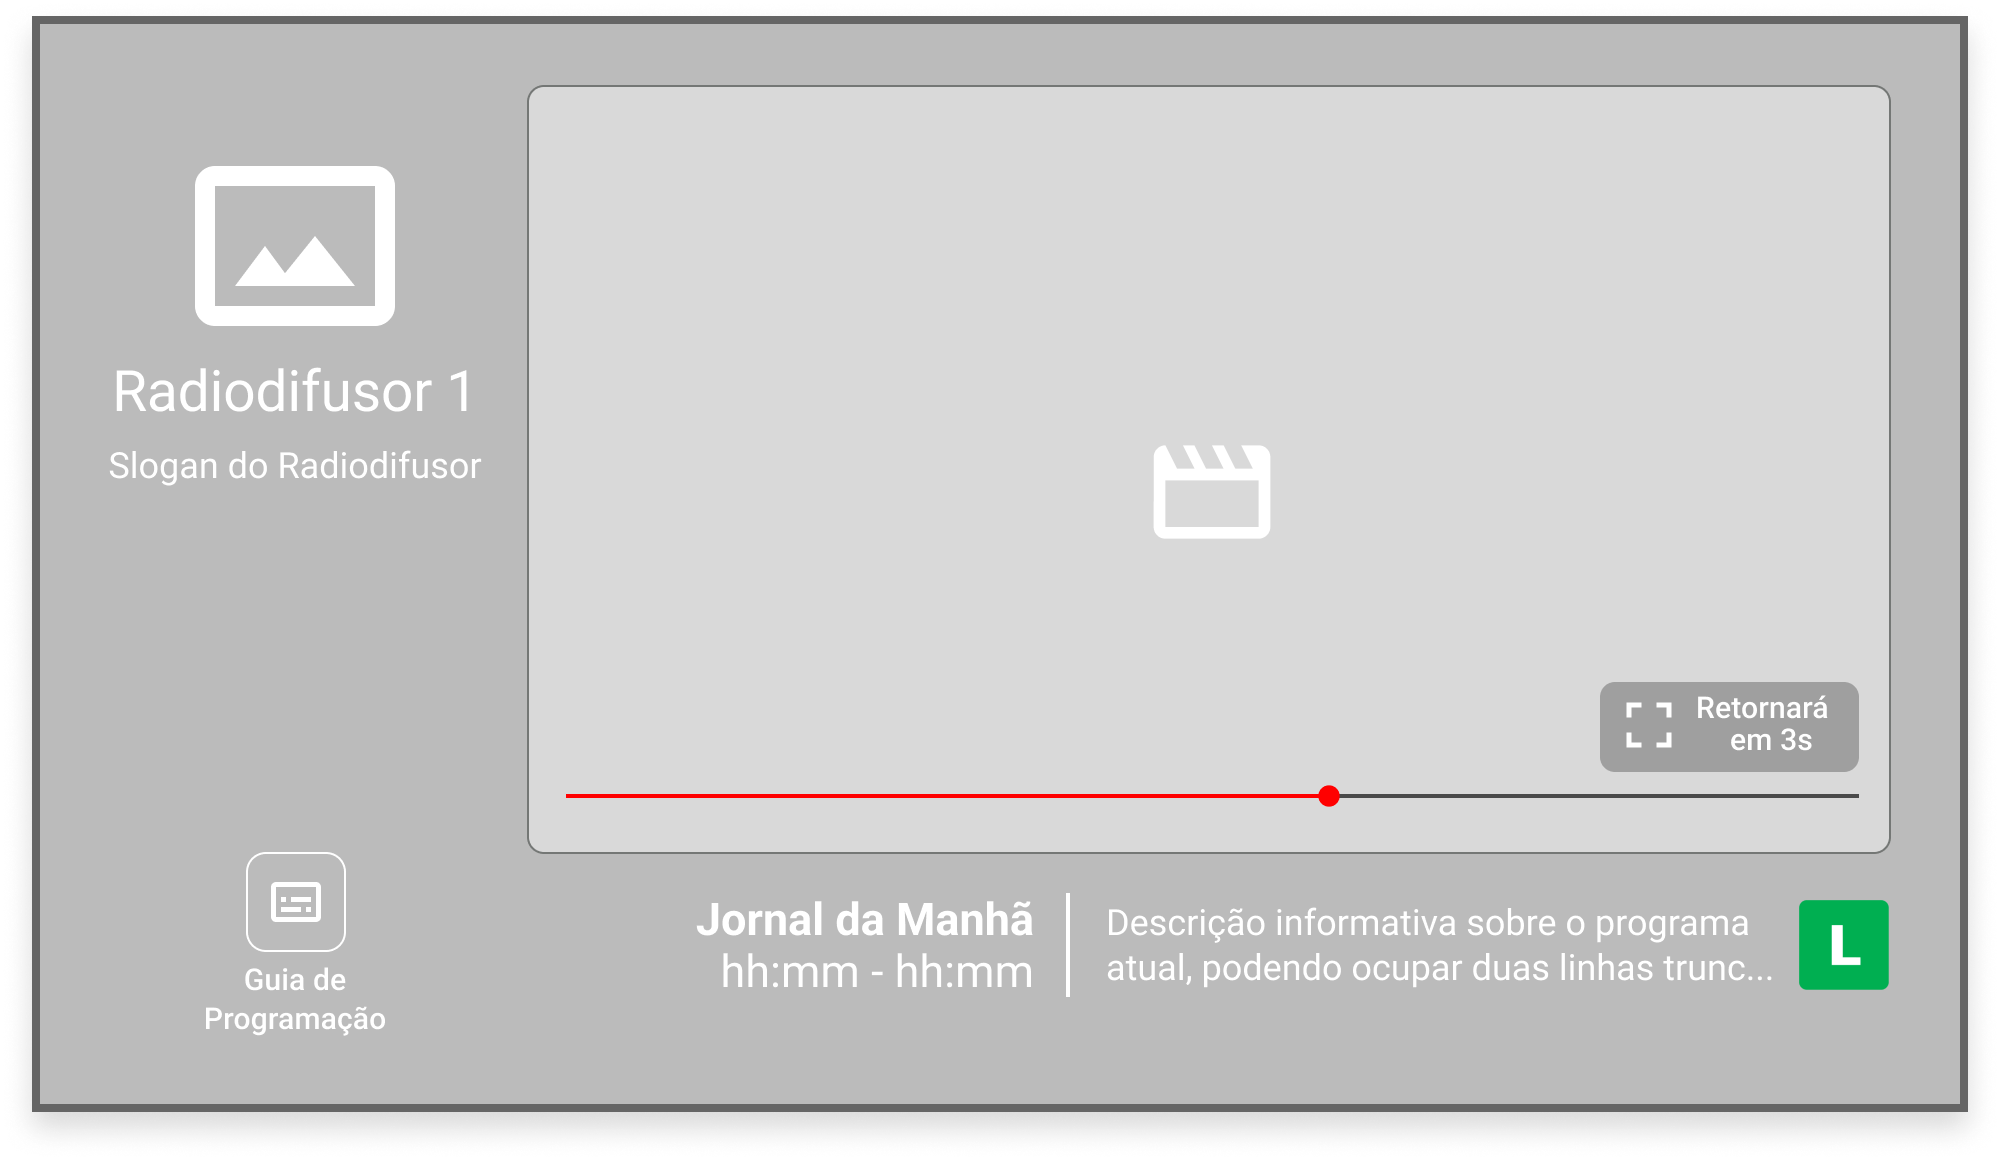 Radiodifusor 1
Slogan do Radiodifusor
Retornará
em 3s
Guia de
Programação
Jornal da Manhã
hh:mm - hh:mm
Descrição informativa sobre o programa
atual, podendo ocupar duas linhas trunc...
L